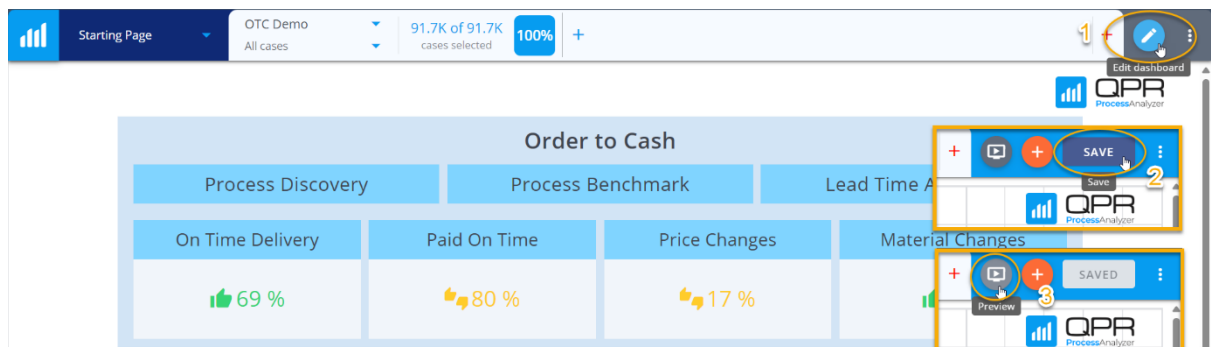 Starting Page
OTC Demo
All cases
91.7K of 91.7K
cases selected
100%
+
1
+
Edit dashboard
QPR
ProcessAnalyzer
Order to Cash
Process Discovery
Process Benchmark
Lead Time A
On Time Delivery
Paid On Time
Price Changes
Material Changes
69 %
80 %
17 %
+
+
SAVE
Save
2
QPR
ProcessAnalyzer
+
+
SAVED
Preview
3
QPR
ProcessAnalyzer